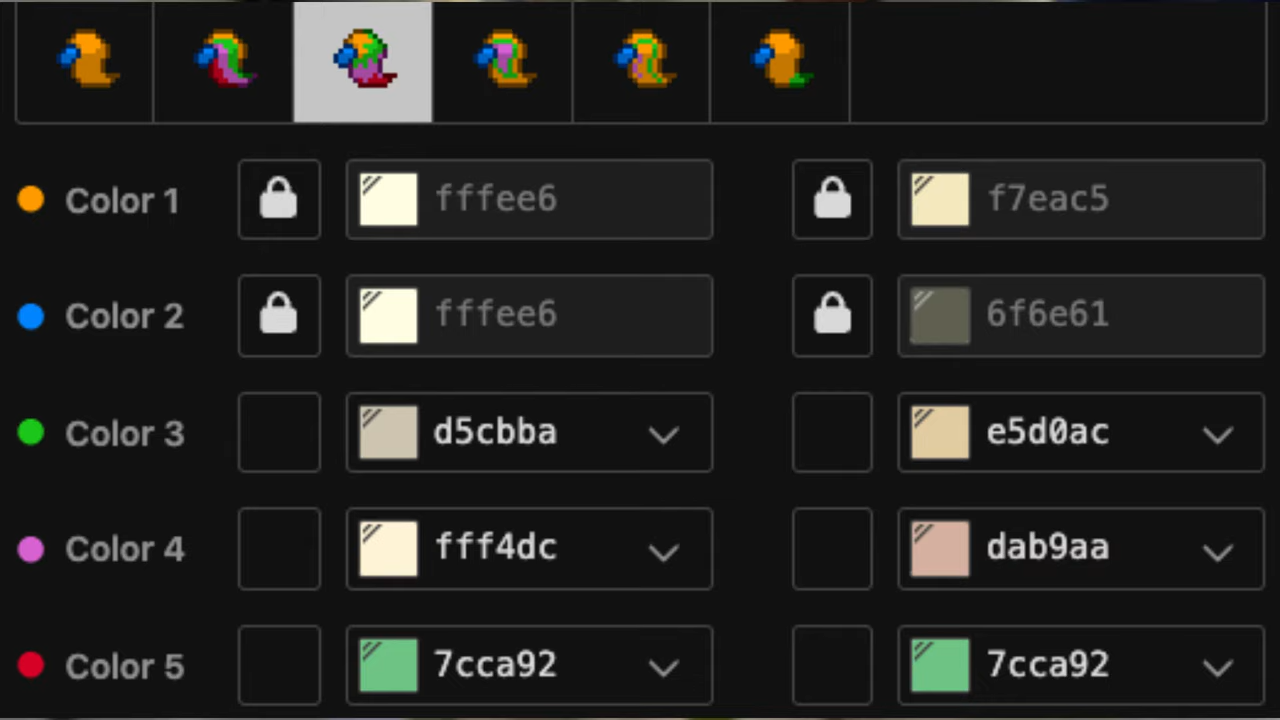 Color 1 fffee6 f7eac5
Color 2 fffee6 6f6e61
Color 3 d5cbba e5d0ac
Color 4 fff4dc dab9aa
Color 5 7cca92 7cca92